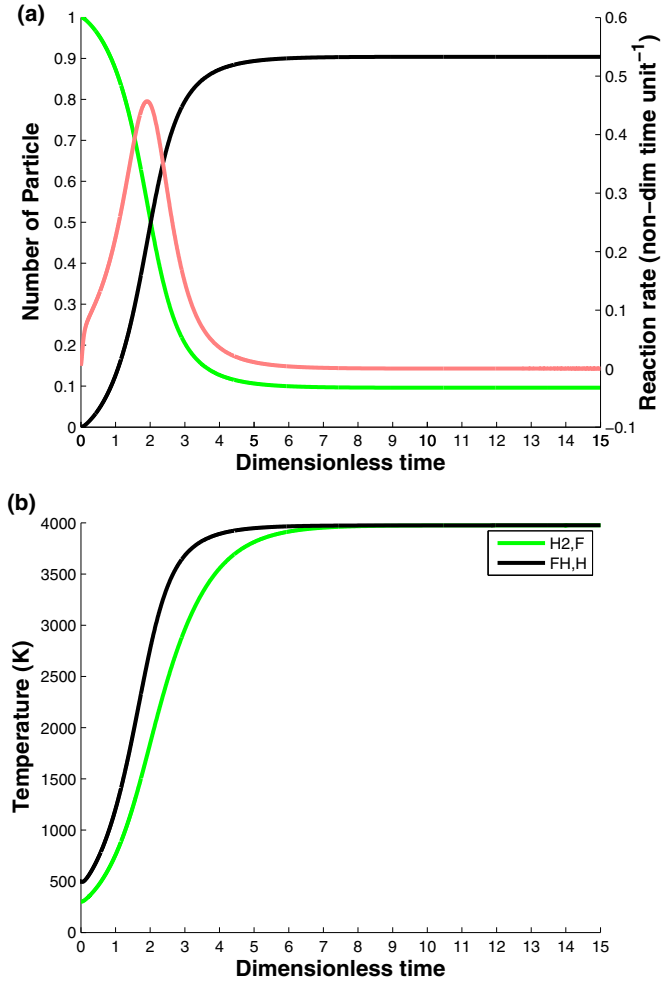 (a)
Number of Particle
1
0.9
0.8
0.7
0.6
0.5
0.4
0.3
0.2
0.1
0
0 1 2 3 4 5 6 7 8 9 10 11 12 13 14 15
Dimensionless time
0.6
0.5
0.4
0.3
0.2
0.1
0
−0.1
Reaction rate (non−dim time unit⁻¹)
(b)
Temperature (K)
4000
3500
3000
2500
2000
1500
1000
500
0
0 1 2 3 4 5 6 7 8 9 10 11 12 13 14 15
Dimensionless time
H2,F
FH,H